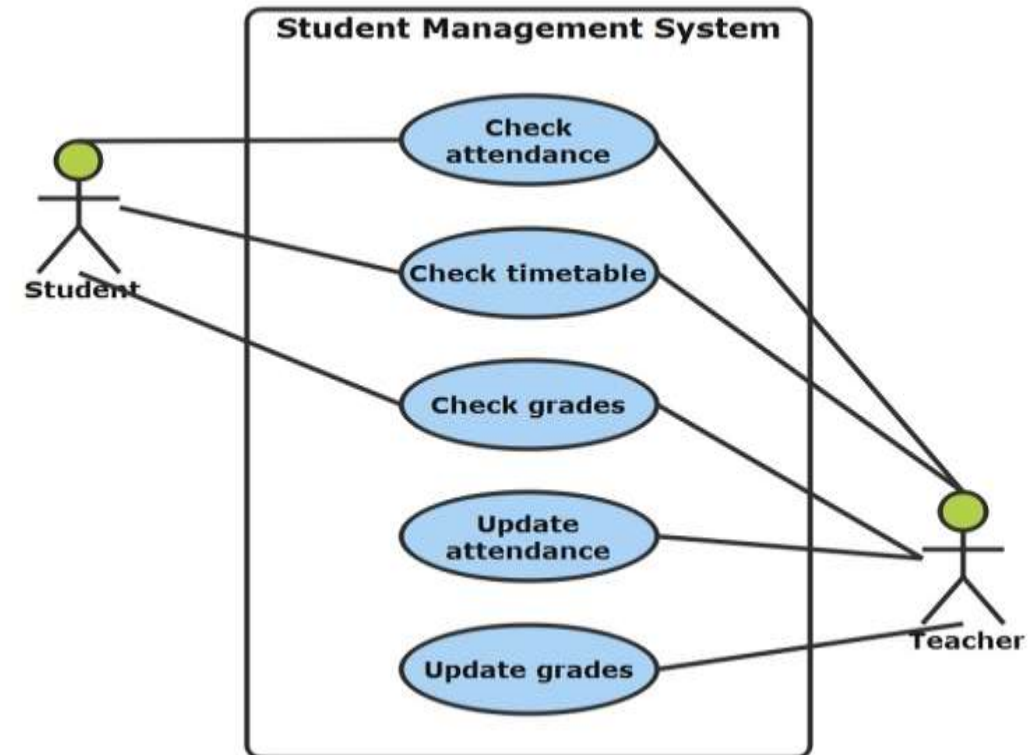 Student Management System
Check
attendance
Student
Check timetable
Check grades
Update
attendance
Teacher
Update grades